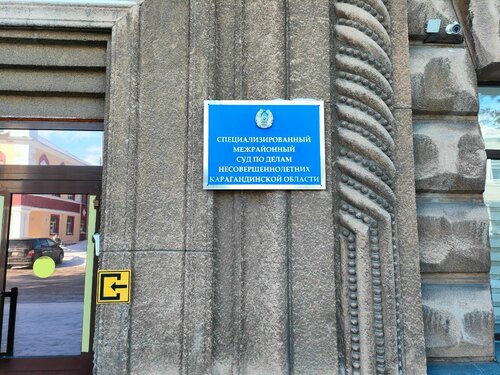 СПЕЦИАЛИЗИРОВАННЫЙ
МЕЖРАЙОННЫЙ
СУД ПО ДЕЛАМ
НЕСОВЕРШЕННОЛЕТНИХ
КАРАГАНДИНСКОЙ ОБЛАСТИ